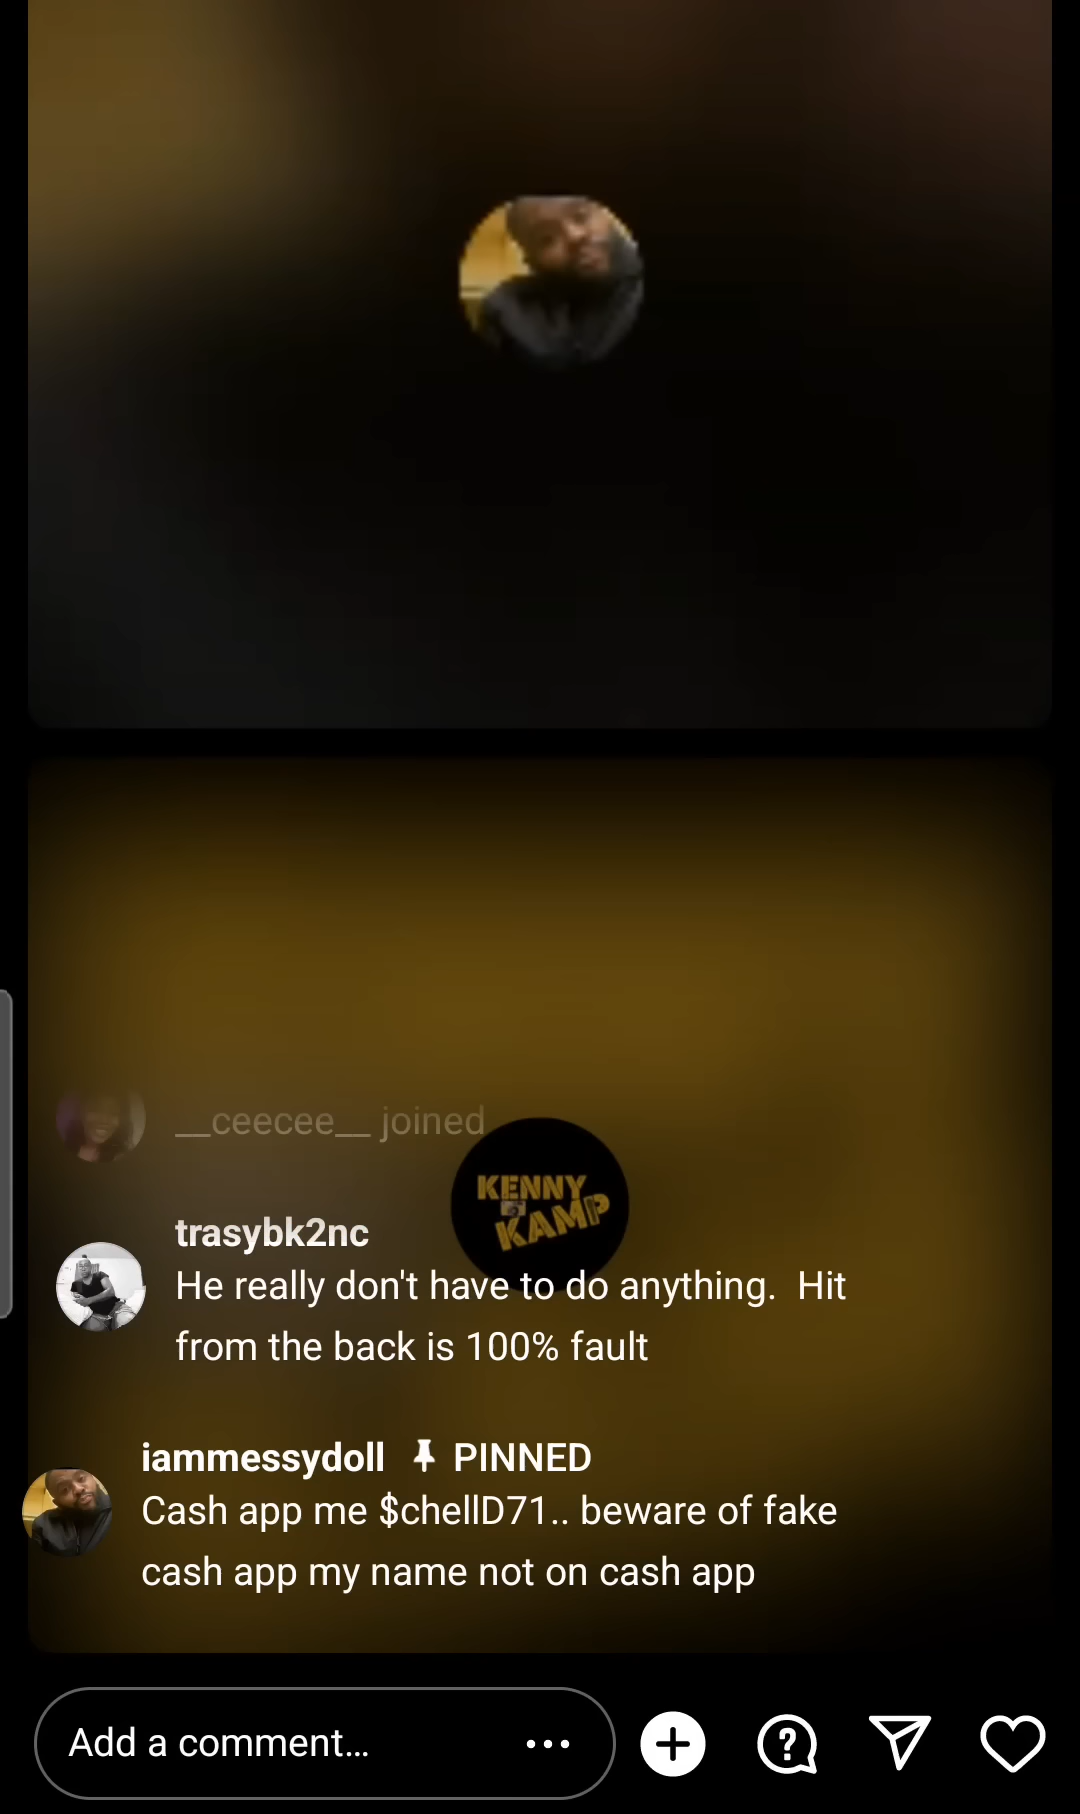 __ceecee__ joined
KENNY
KAMP
trasybk2nc
He really don't have to do anything.  Hit
from the back is 100% fault
iammessydoll PINNED
Cash app me $chellD71.. beware of fake
cash app my name not on cash app
Add a comment...